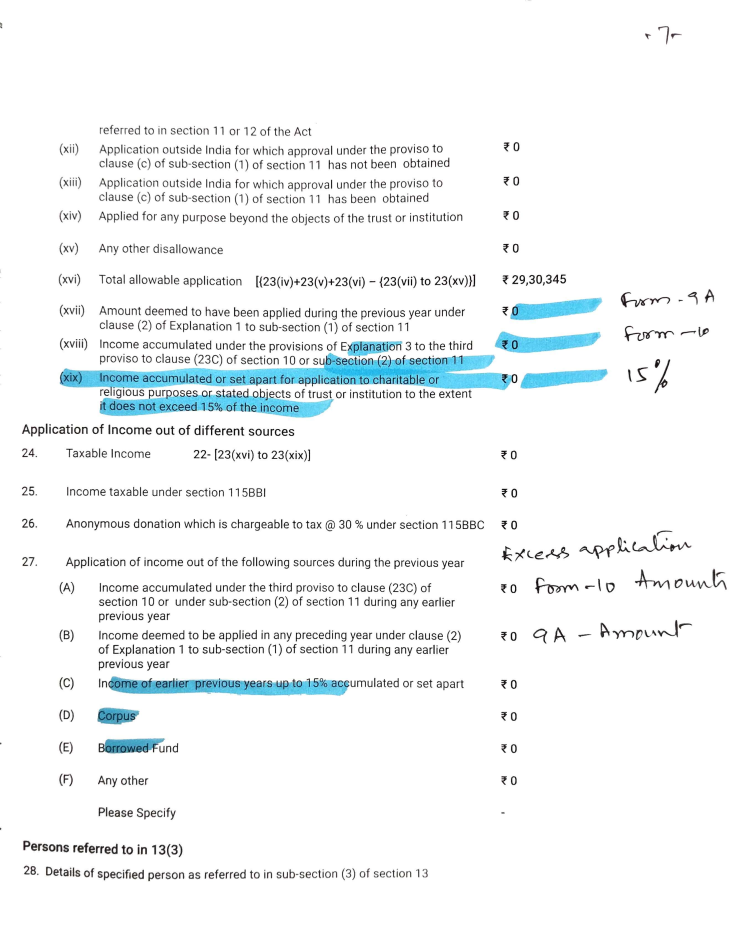 - 7 -
referred to in section 11 or 12 of the Act
(xii) Application outside India for which approval under the proviso to ₹ 0
clause (c) of sub-section (1) of section 11 has not been obtained
(xiii) Application outside India for which approval under the proviso to ₹ 0
clause (c) of sub-section (1) of section 11 has been obtained
(xiv) Applied for any purpose beyond the objects of the trust or institution ₹ 0
(xv) Any other disallowance ₹ 0
(xvi) Total allowable application [{23(iv)+23(v)+23(vi) – {23(vii) to 23(xv)}] ₹ 29,30,345
(xvii) Amount deemed to have been applied during the previous year under ₹ 0 Form - 9A
clause (2) of Explanation 1 to sub-section (1) of section 11
(xviii) Income accumulated under the provisions of Explanation 3 to the third ₹ 0 Form - 10
proviso to clause (23C) of section 10 or sub-section (2) of section 11
(xix) Income accumulated or set apart for application to charitable or ₹ 0 15%
religious purposes or stated objects of trust or institution to the extent
it does not exceed 15% of the income
Application of Income out of different sources
24. Taxable Income 22- [23(xvi) to 23(xix)] ₹ 0
25. Income taxable under section 115BBI ₹ 0
26. Anonymous donation which is chargeable to tax @ 30 % under section 115BBC ₹ 0
Excess application
27. Application of income out of the following sources during the previous year
(A) Income accumulated under the third proviso to clause (23C) of ₹ 0 Form - 10 Amounts
section 10 or under sub-section (2) of section 11 during any earlier
previous year
(B) Income deemed to be applied in any preceding year under clause (2) ₹ 0 9A - Amount
of Explanation 1 to sub-section (1) of section 11 during any earlier
previous year
(C) Income of earlier previous years up to 15% accumulated or set apart ₹ 0
(D) Corpus ₹ 0
(E) Borrowed Fund ₹ 0
(F) Any other ₹ 0
Please Specify -
Persons referred to in 13(3)
28. Details of specified person as referred to in sub-section (3) of section 13